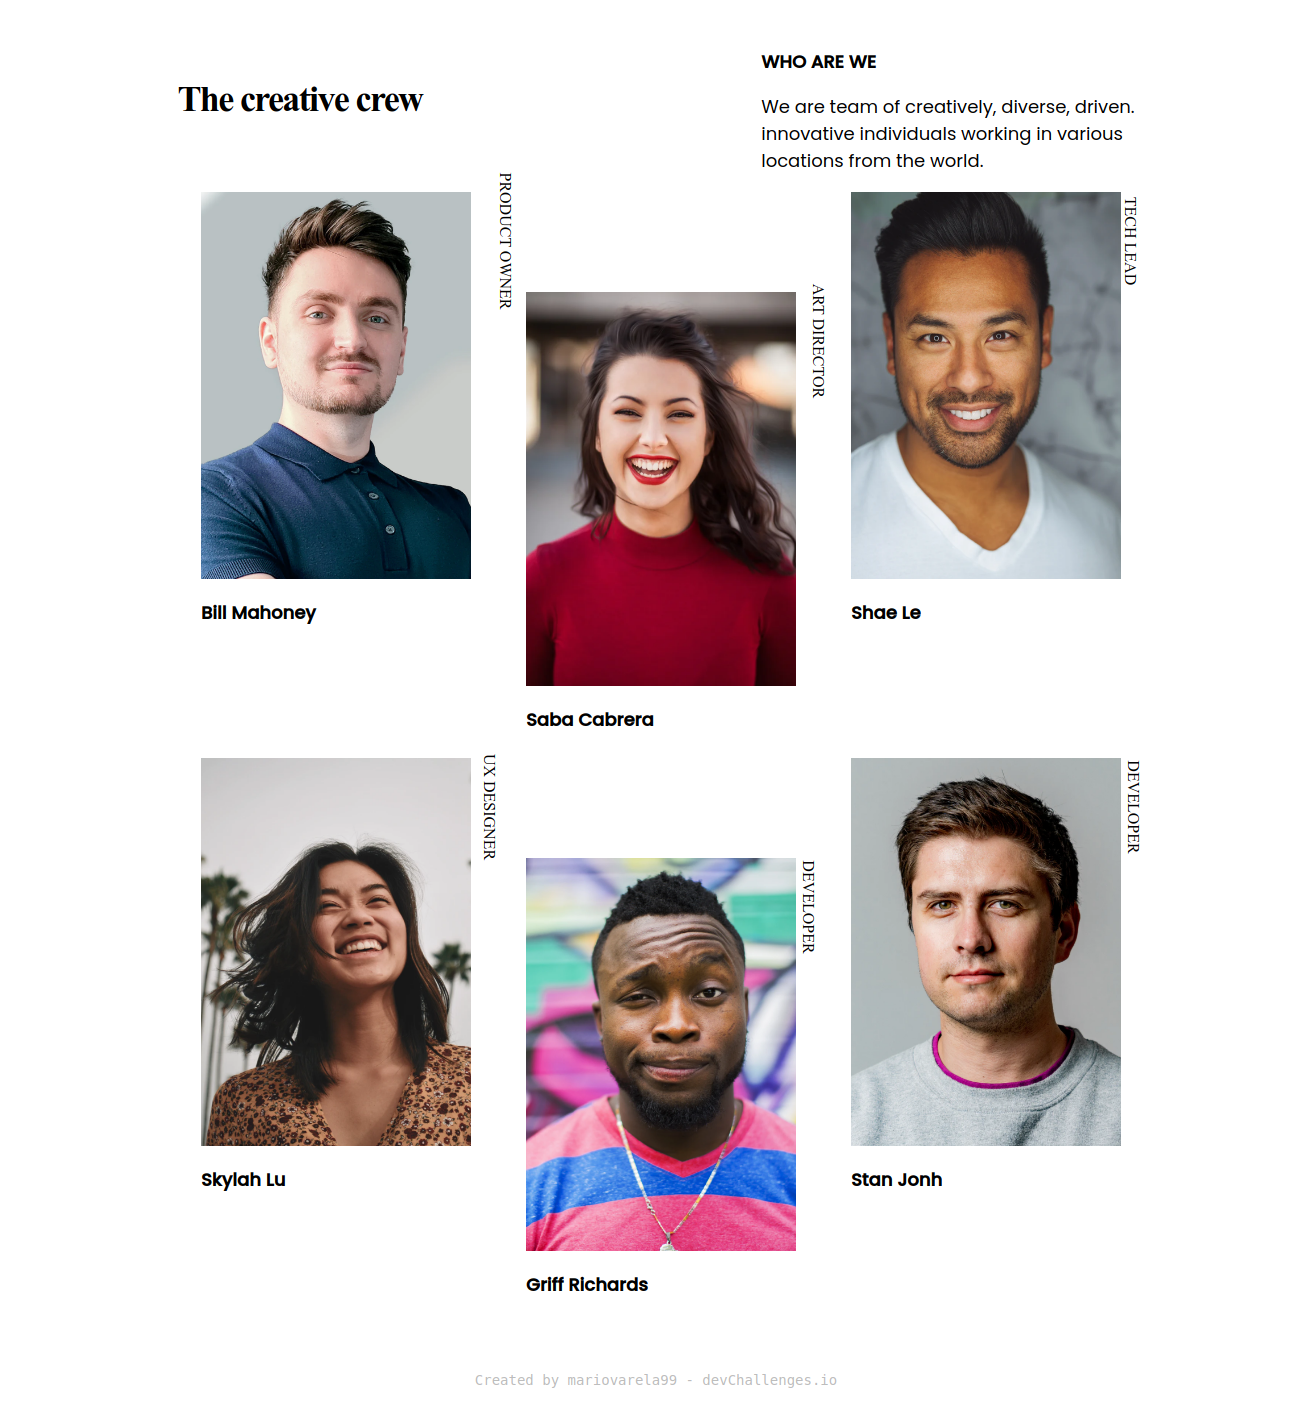 The creative crew
WHO ARE WE
We are team of creatively, diverse, driven.
innovative individuals working in various
locations from the world.
PRODUCT OWNER
Bill Mahoney
ART DIRECTOR
Saba Cabrera
TECH LEAD
Shae Le
UX DESIGNER
Skylah Lu
DEVELOPER
Griff Richards
DEVELOPER
Stan Jonh
Created by mariovarela99 - devChallenges.io